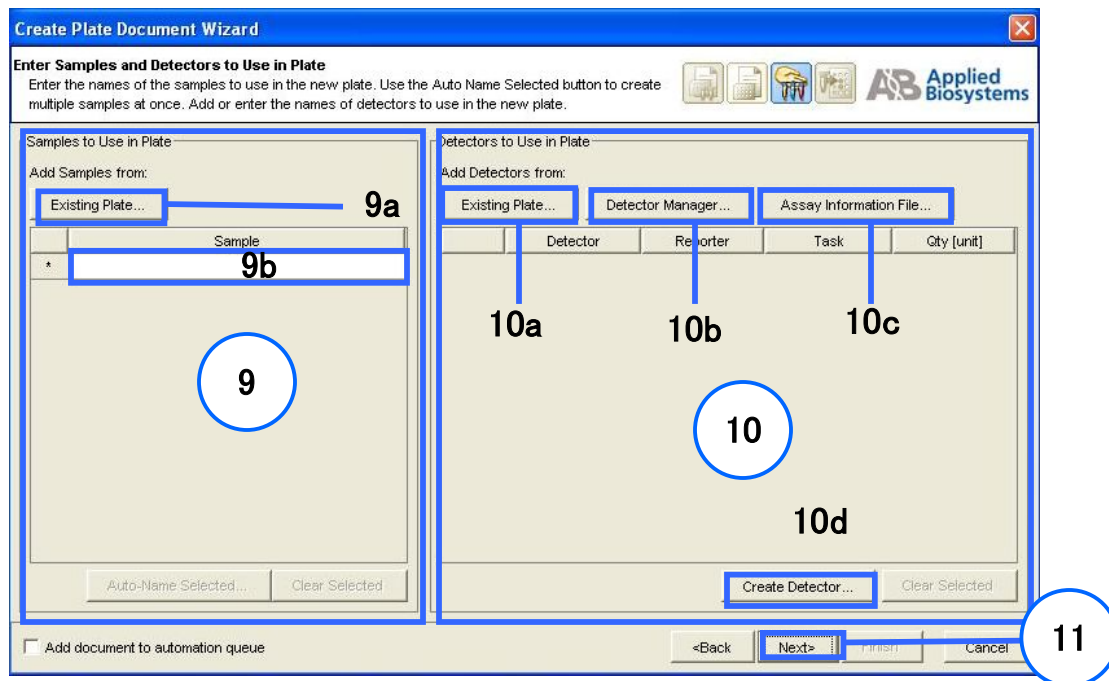 Create Plate Document Wizard
Enter Samples and Detectors to Use in Plate
Enter the names of the samples to use in the new plate. Use the Auto Name Selected button to create
multiple samples at once. Add or enter the names of detectors to use in the new plate.
AB Applied
Biosystems
Samples to Use in Plate
Add Samples from:
Existing Plate...
9a
Sample
*
9b
9
Auto-Name Selected...
Clear Selected
Detectors to Use in Plate
Add Detectors from:
Existing Plate...
Detector Manager...
Assay Information File...
Detector
Reporter
Task
Qty [unit]
10a
10b
10c
10
10d
Create Detector...
Clear Selected
Add document to automation queue
<Back
Next>
Finish
Cancel
11